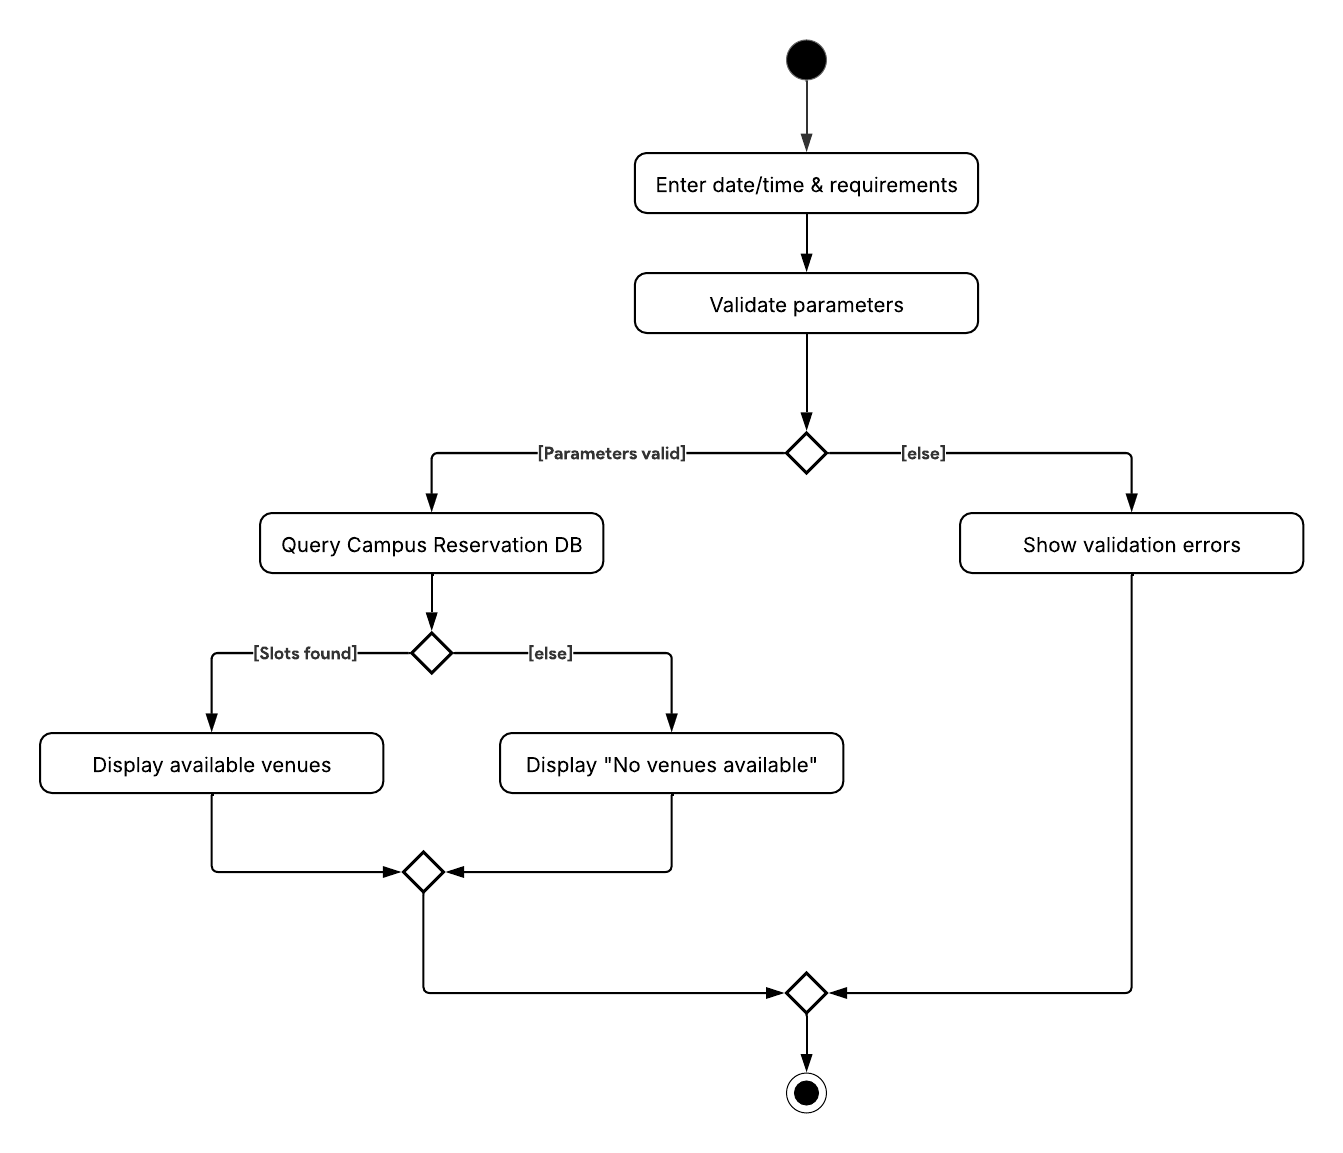 Enter date/time & requirements
Validate parameters
[Parameters valid]
[else]
Query Campus Reservation DB
Show validation errors
[Slots found]
[else]
Display available venues
Display "No venues available"